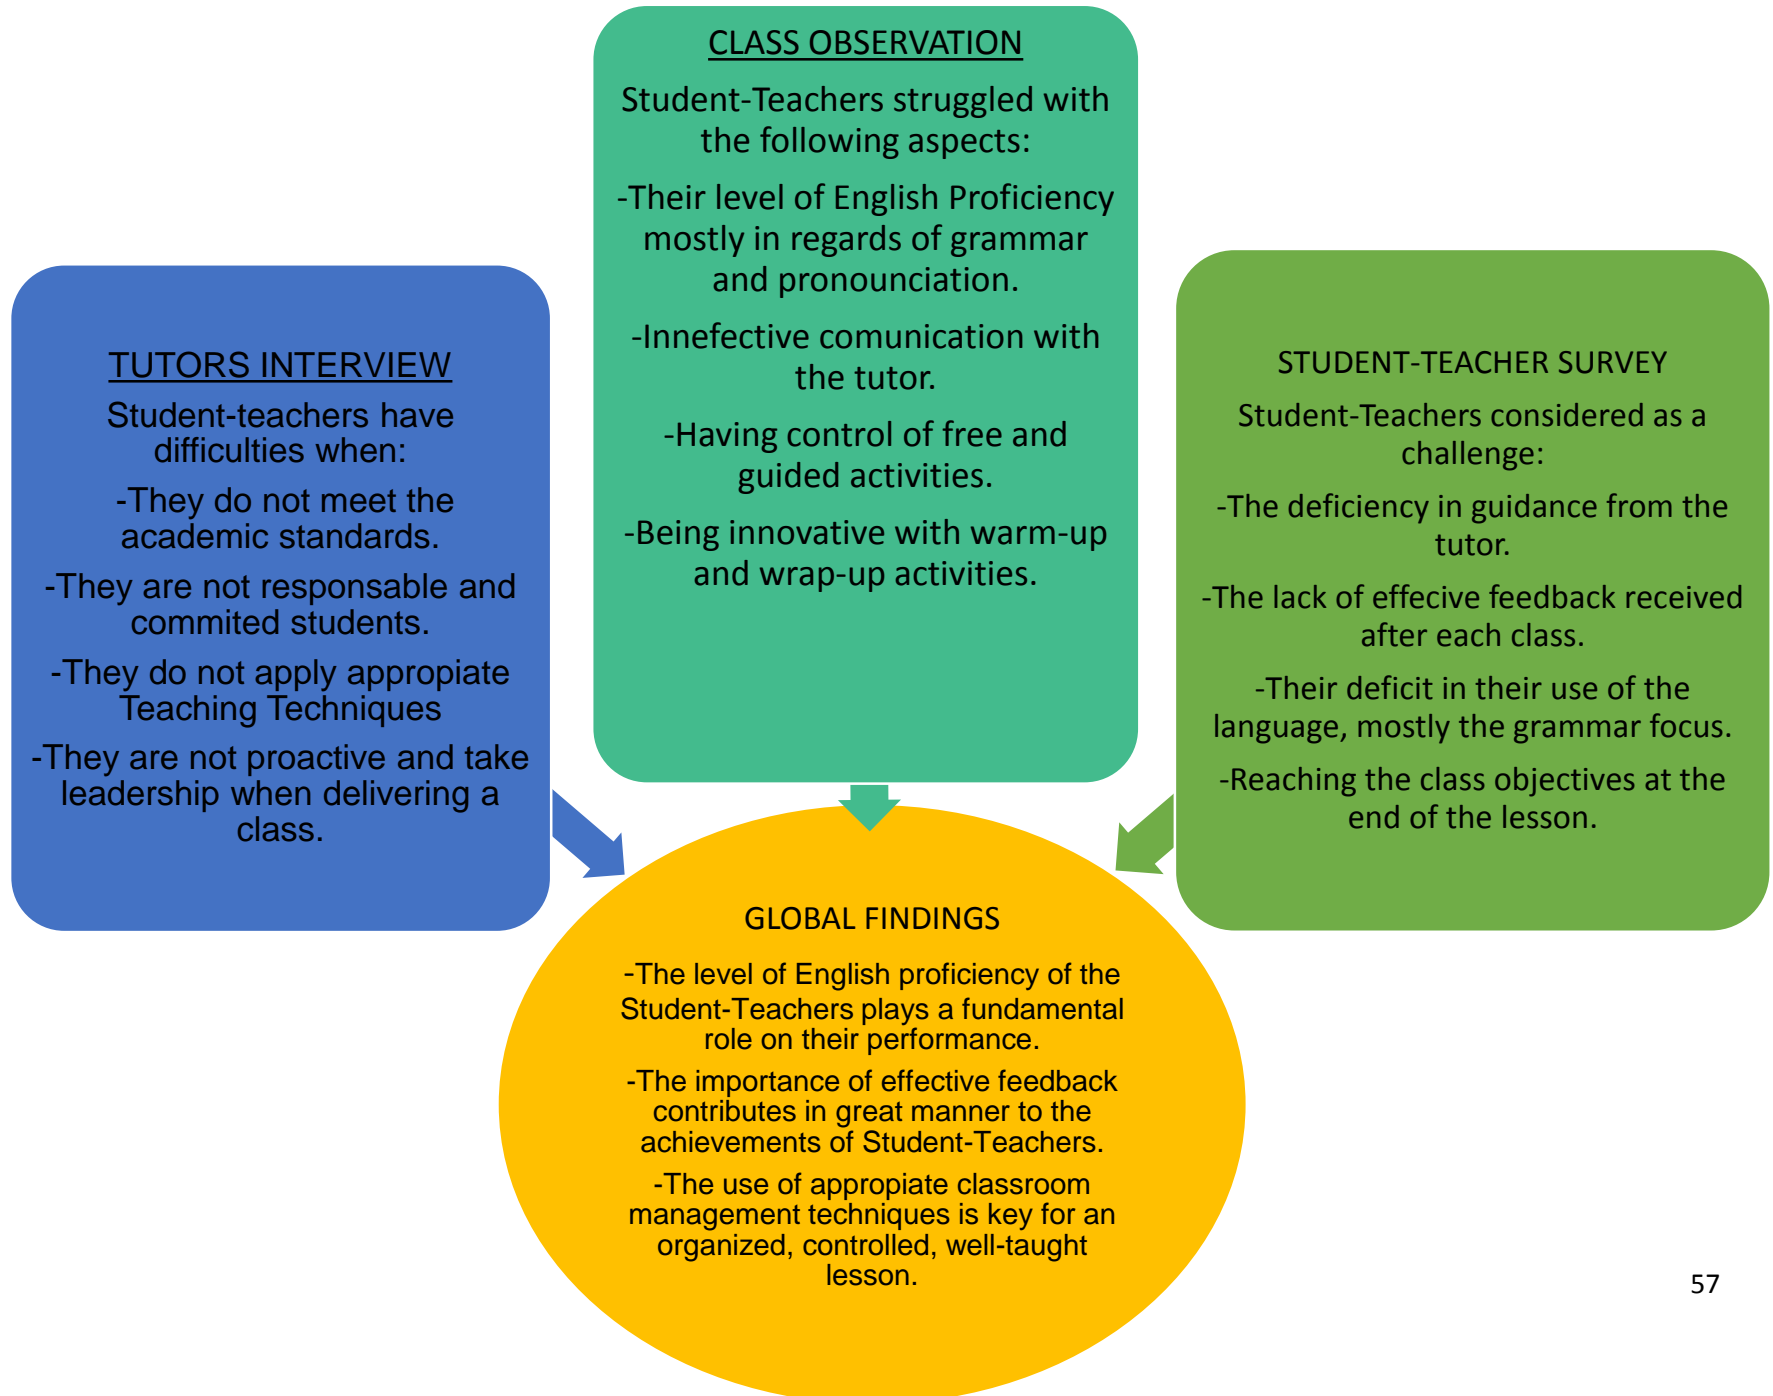 TUTORS INTERVIEW
Student-teachers have
difficulties when:
-They do not meet the
academic standards.
-They are not responsable and
commited students.
-They do not apply appropiate
Teaching Techniques
-They are not proactive and take
leadership when delivering a
class.
CLASS OBSERVATION
Student-Teachers struggled with
the following aspects:
-Their level of English Proficiency
mostly in regards of grammar
and pronounciation.
-Innefective comunication with
the tutor.
-Having control of free and
guided activities.
-Being innovative with warm-up
and wrap-up activities.
STUDENT-TEACHER SURVEY
Student-Teachers considered as a
challenge:
-The deficiency in guidance from the
tutor.
-The lack of effecive feedback received
after each class.
-Their deficit in their use of the
language, mostly the grammar focus.
-Reaching the class objectives at the
end of the lesson.
GLOBAL FINDINGS
-The level of English proficiency of the
Student-Teachers plays a fundamental
role on their performance.
-The importance of effective feedback
contributes in great manner to the
achievements of Student-Teachers.
-The use of appropiate classroom
management techniques is key for an
organized, controlled, well-taught
lesson.
57